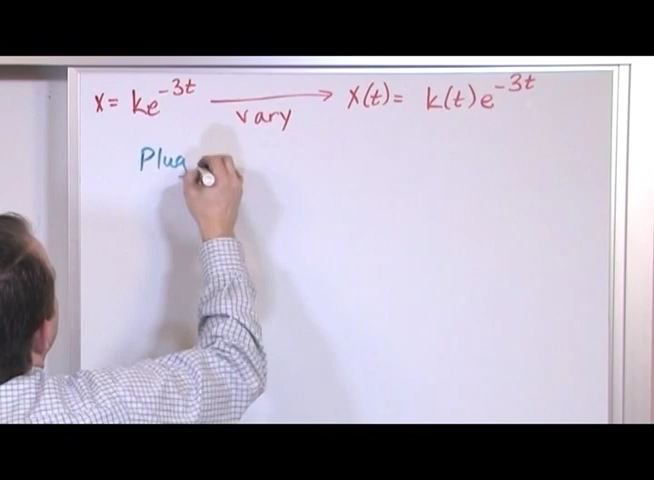 x = ke^{-3t} → x(t) = k(t)e^{-3t}
vary
Plug